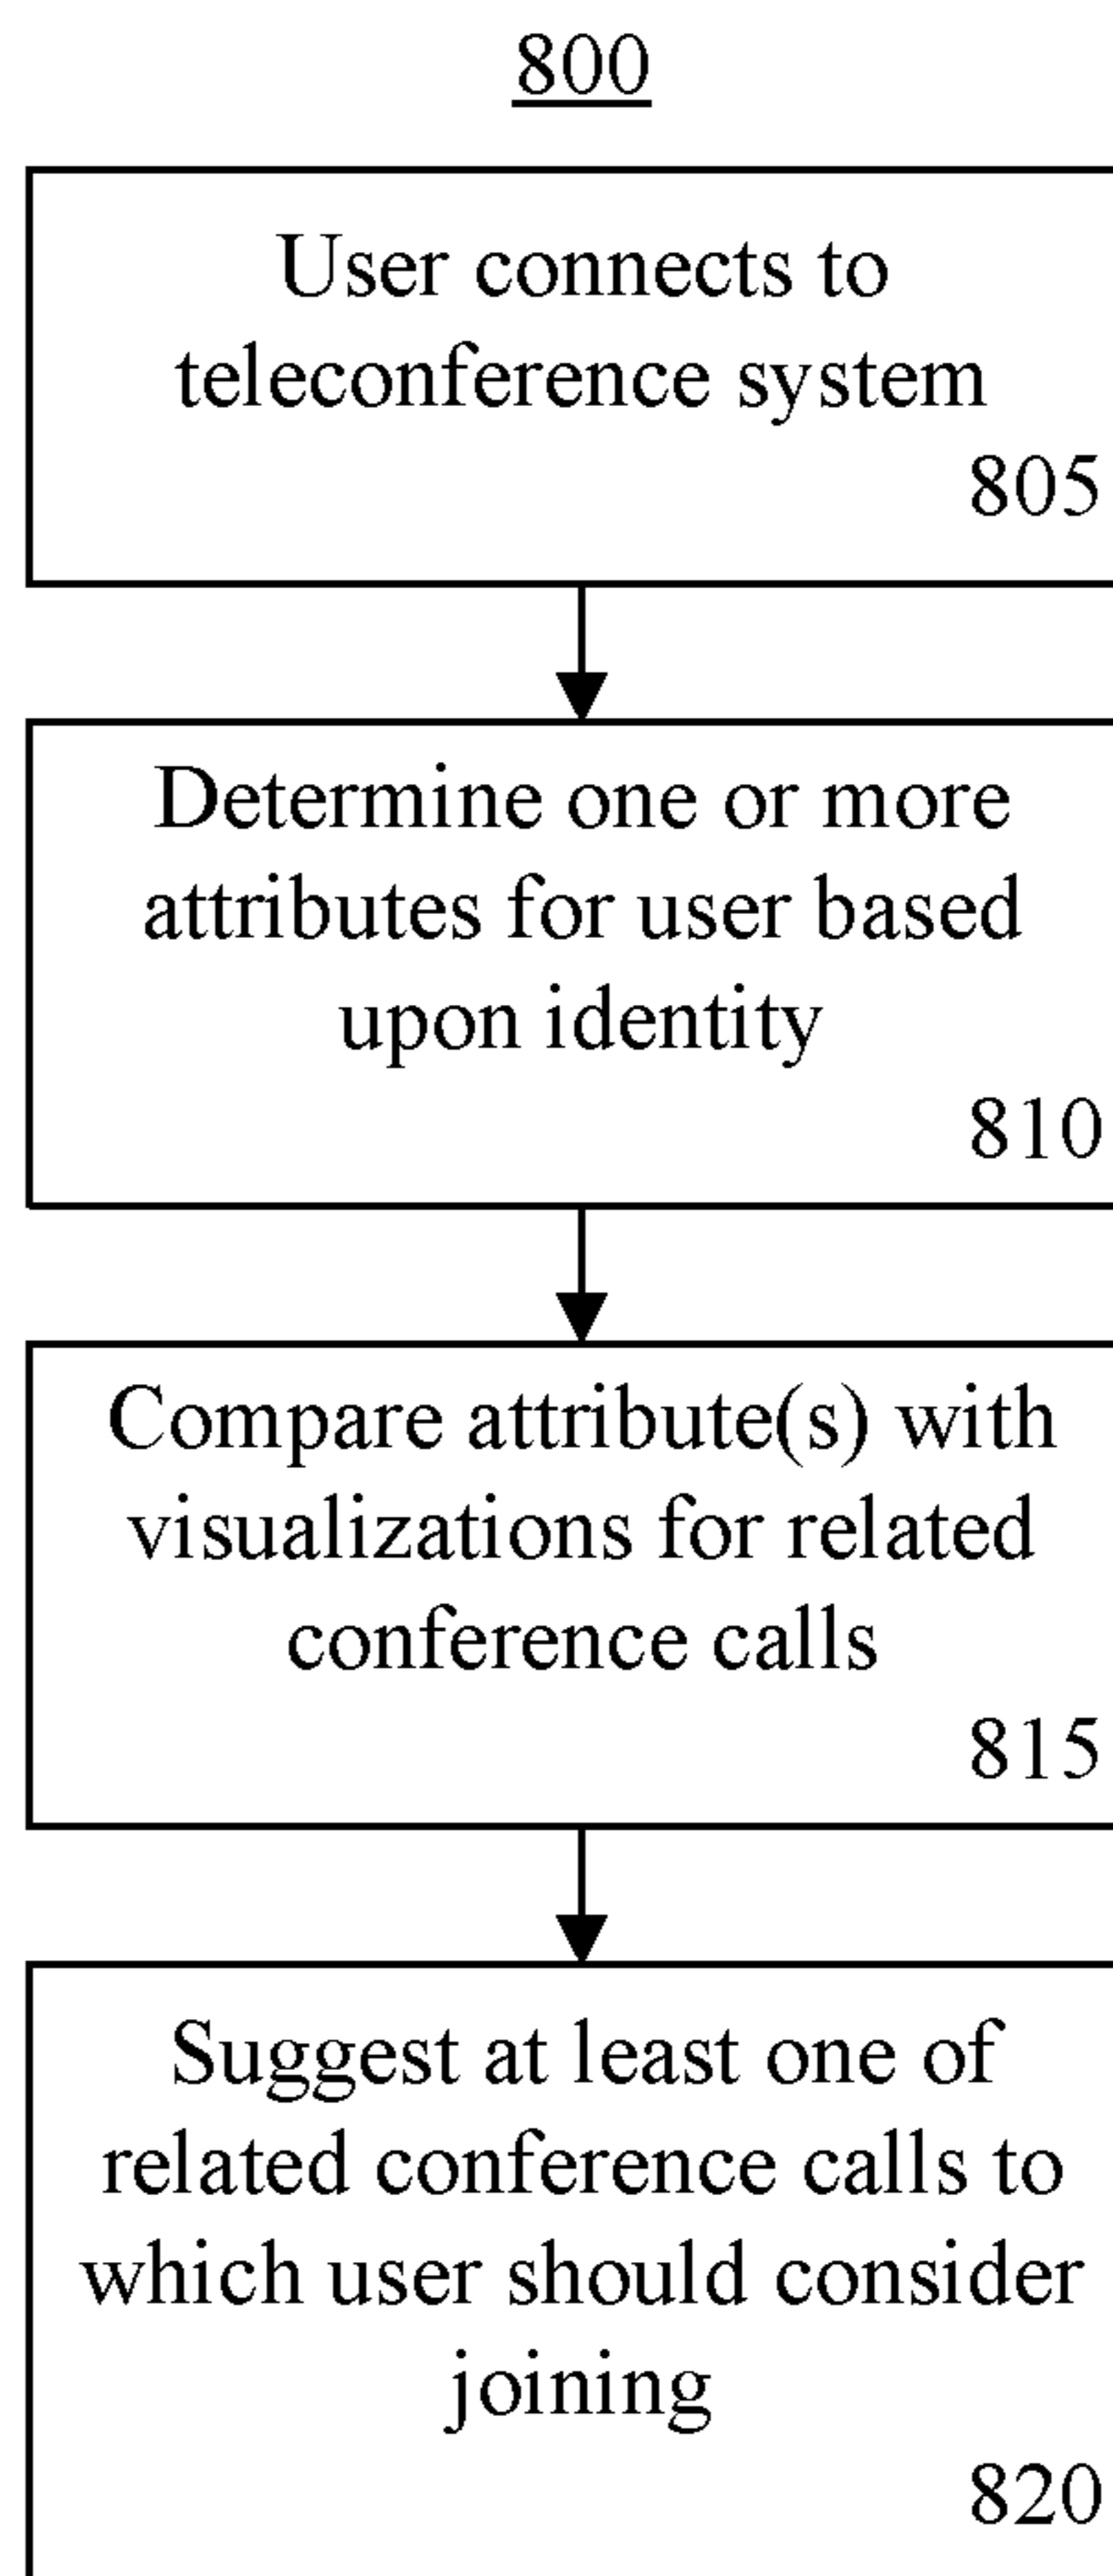 800
User connects to
teleconference system
805
Determine one or more
attributes for user based
upon identity
810
Compare attribute(s) with
visualizations for related
conference calls
815
Suggest at least one of
related conference calls to
which user should consider
joining
820